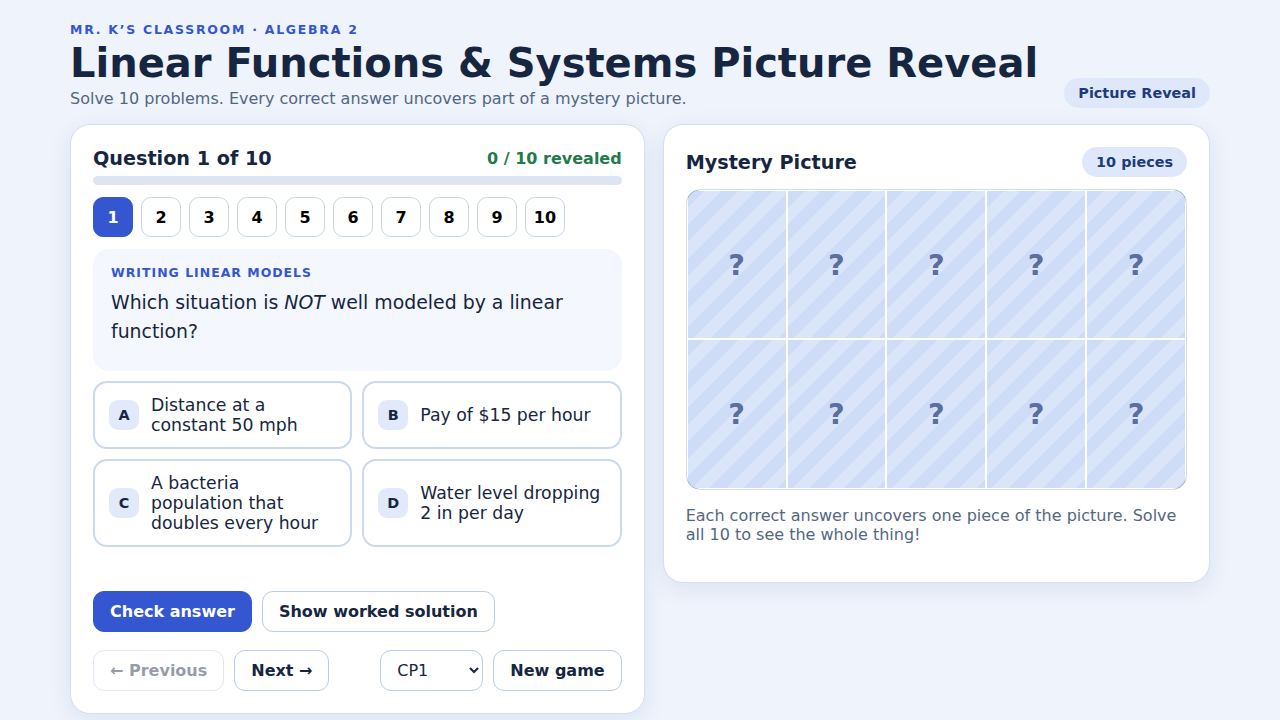 MR. K’S CLASSROOM · ALGEBRA 2
Linear Functions & Systems Picture Reveal
Solve 10 problems. Every correct answer uncovers part of a mystery picture.
Picture Reveal
Question 1 of 10
0 / 10 revealed
1 2 3 4 5 6 7 8 9 10
WRITING LINEAR MODELS
Which situation is NOT well modeled by a linear
function?
A
Distance at a
constant 50 mph
B
Pay of $15 per hour
C
A bacteria
population that
doubles every hour
D
Water level dropping
2 in per day
Check answer
Show worked solution
← Previous
Next →
CP1
New game
Mystery Picture
10 pieces
? ? ? ? ?
? ? ? ? ?
Each correct answer uncovers one piece of the picture. Solve
all 10 to see the whole thing!